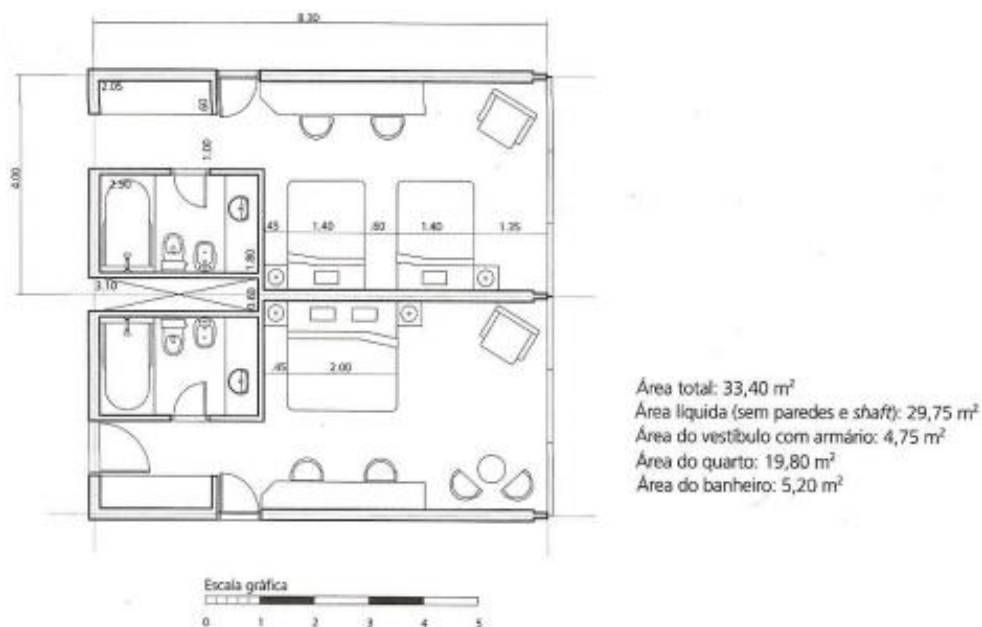 8.30
2.05
.60
1.00
4.00
2.50
.45 1.40 .60 1.40 1.35
1.80
3.10
0.60
.45 2.00
Área total: 33,40 m²
Área líquida (sem paredes e shaft): 29,75 m²
Área do vestíbulo com armário: 4,75 m²
Área do quarto: 19,80 m²
Área do banheiro: 5,20 m²
Escala gráfica
0 1 2 3 4 5